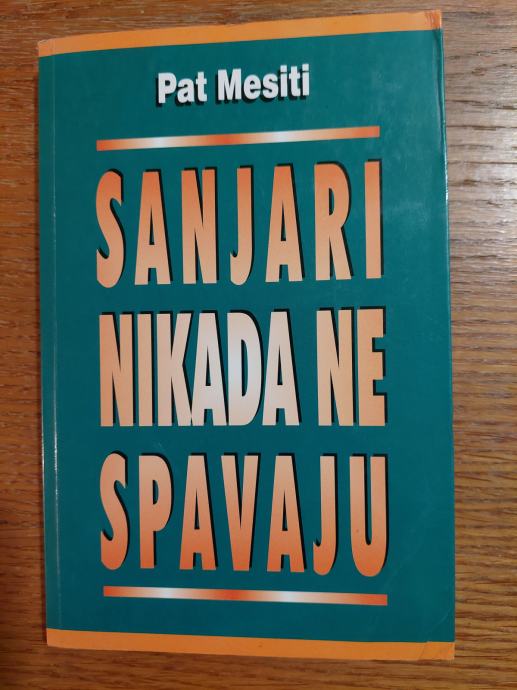 Pat Mesiti
SANJARI
NIKADA NE
SPAVAJU